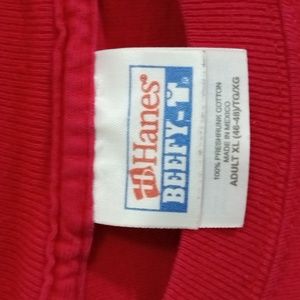 Hanes®
BEEFY-T®
100% PRESHRUNK COTTON
MADE IN MEXICO
ADULT XL (46-48)/TG/XG